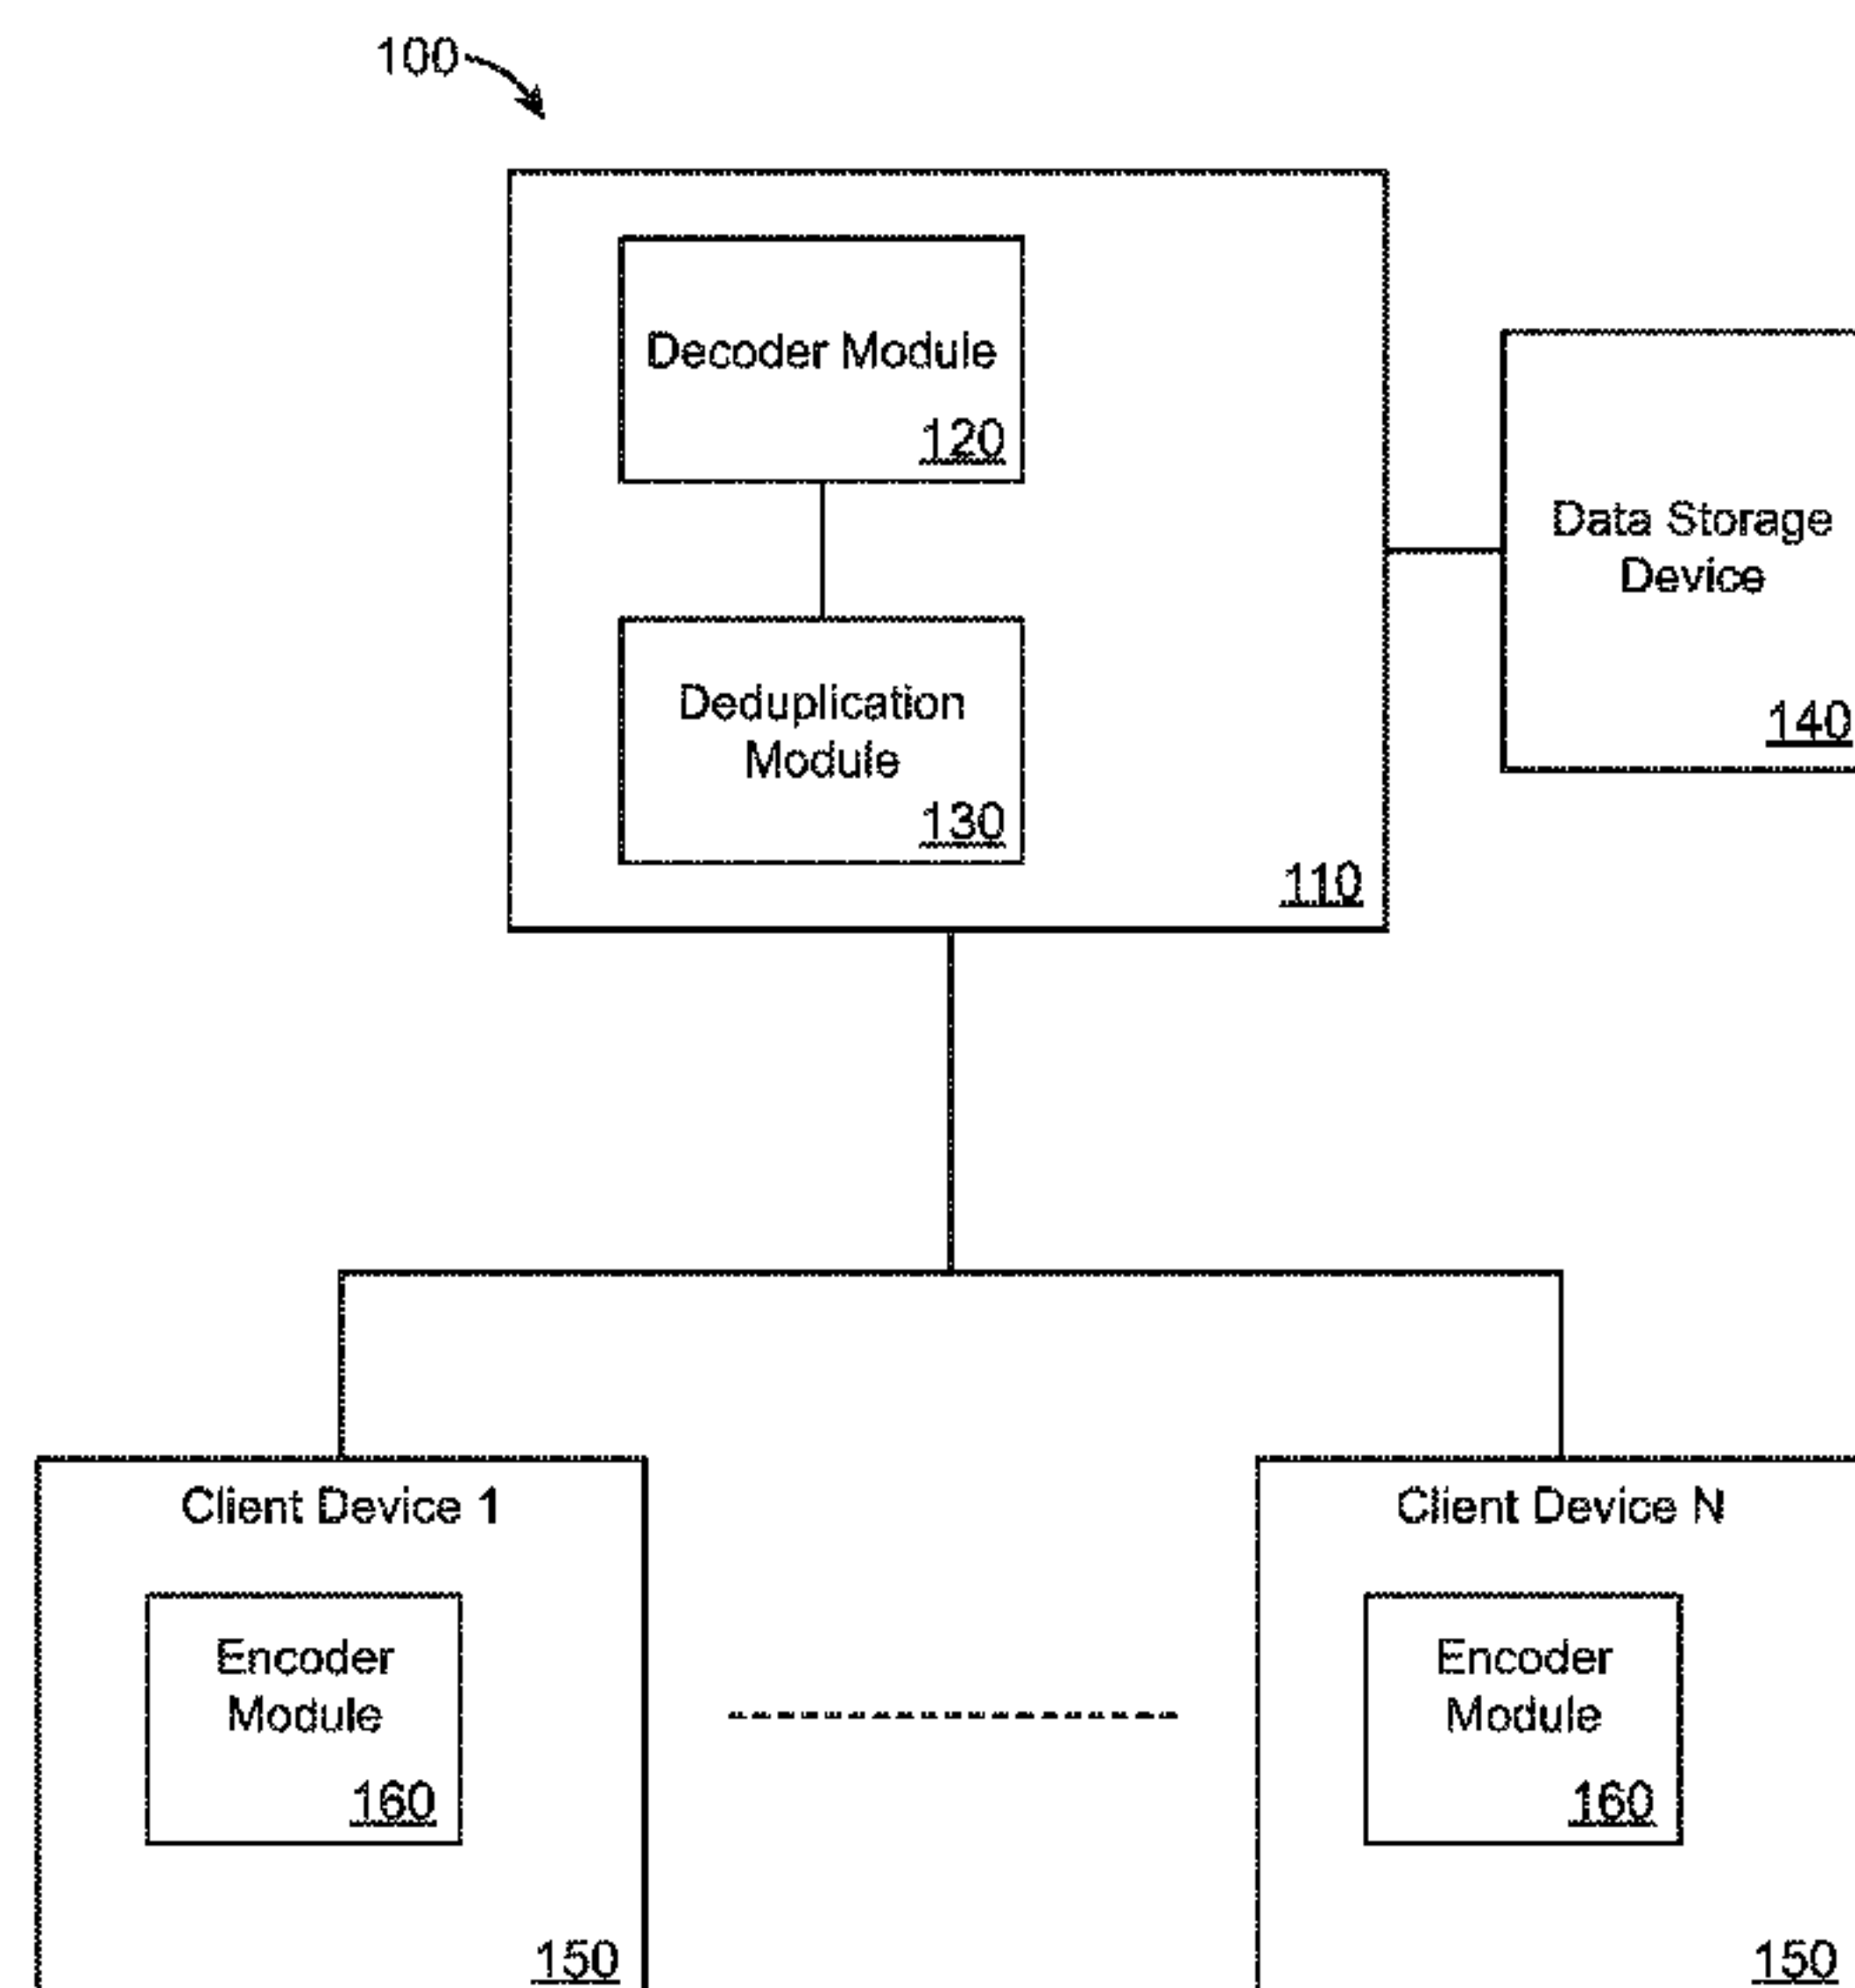 100
Decoder Module
120
Data Storage
Device
140
Deduplication
Module
130
110
Client Device 1
Encoder
Module
160
150
Client Device N
Encoder
Module
160
150